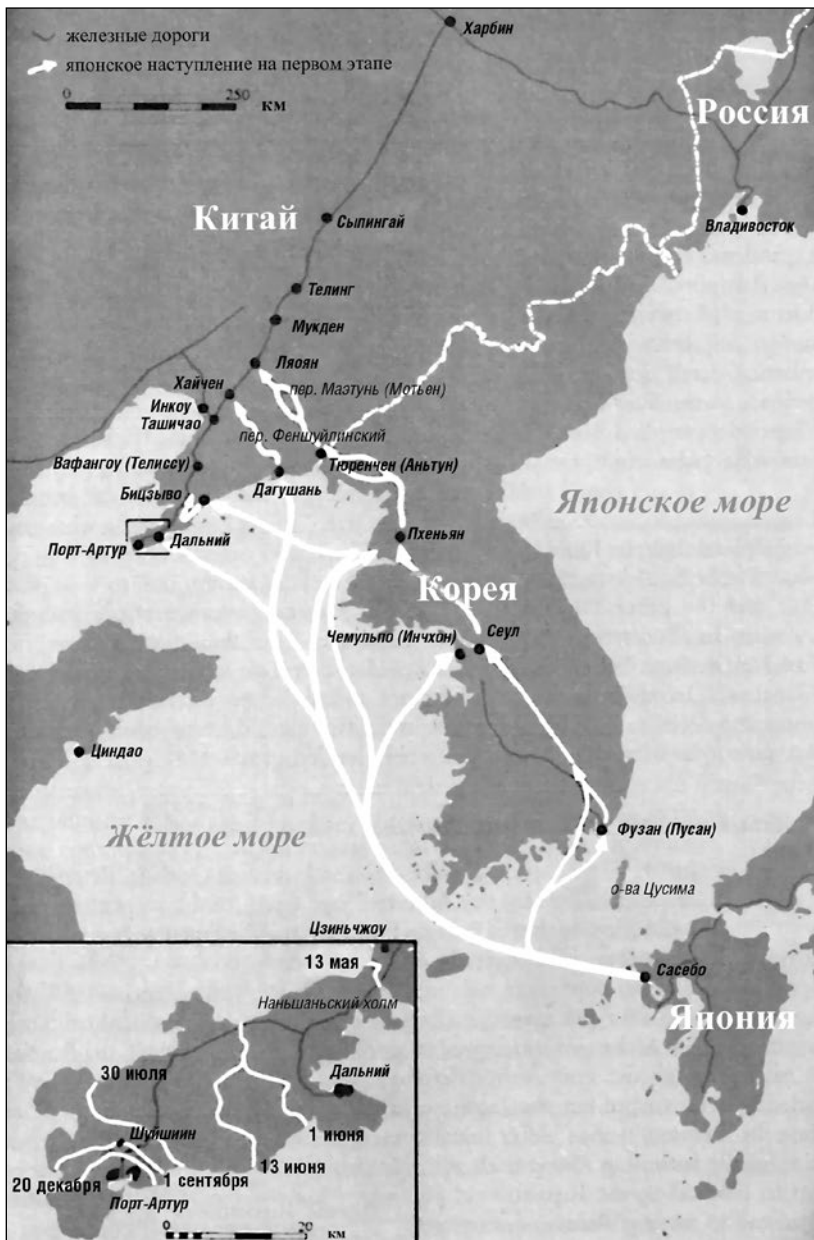 железные дороги
японское наступление на первом этапе
0 250 км
Харбин
Россия
Владивосток
Китай
Сыпингай
Телинг
Мукден
Ляоян
Хайчен
пер. Маэтунь (Мотьен)
Инкоу
Ташичао
пер. Феншуйлинский
Вафангоу (Телиссу)
Дагушань
Тюренчен (Аньтун)
Бицзыво
Японское море
Порт-Артур
Дальний
Пхеньян
Корея
Чемульпо (Инчхон)
Сеул
Циндао
Жёлтое море
Фузан (Пусан)
о-ва Цусима
Сасебо
Япония
Цзиньчжоу
13 мая
Наньшаньский холм
Дальний
30 июля
Шуйшиин
1 июня
13 июня
20 декабря
1 сентября
Порт-Артур
0 20
км